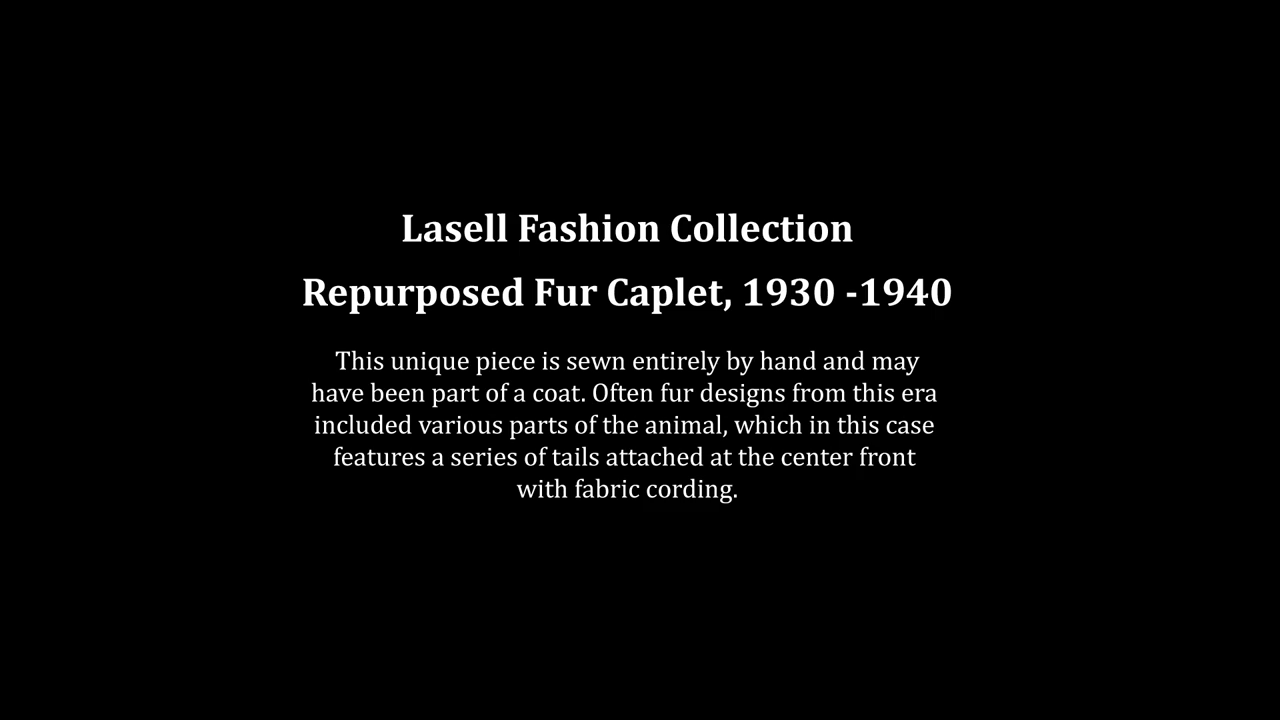 Lasell Fashion Collection
Repurposed Fur Caplet, 1930 -1940
This unique piece is sewn entirely by hand and may
have been part of a coat. Often fur designs from this era
included various parts of the animal, which in this case
features a series of tails attached at the center front
with fabric cording.